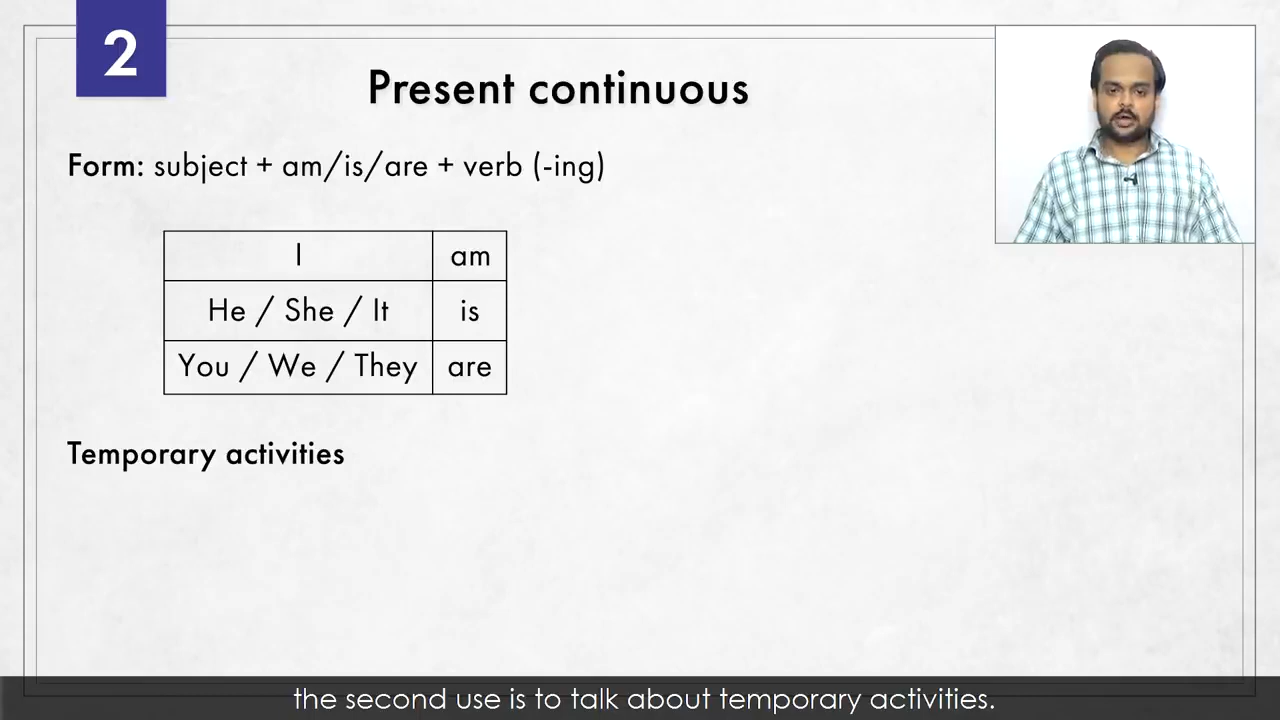 2
Present continuous
Form: subject + am/is/are + verb (-ing)
I am
He / She / It is
You / We / They are
Temporary activities
the second use is to talk about temporary activities.